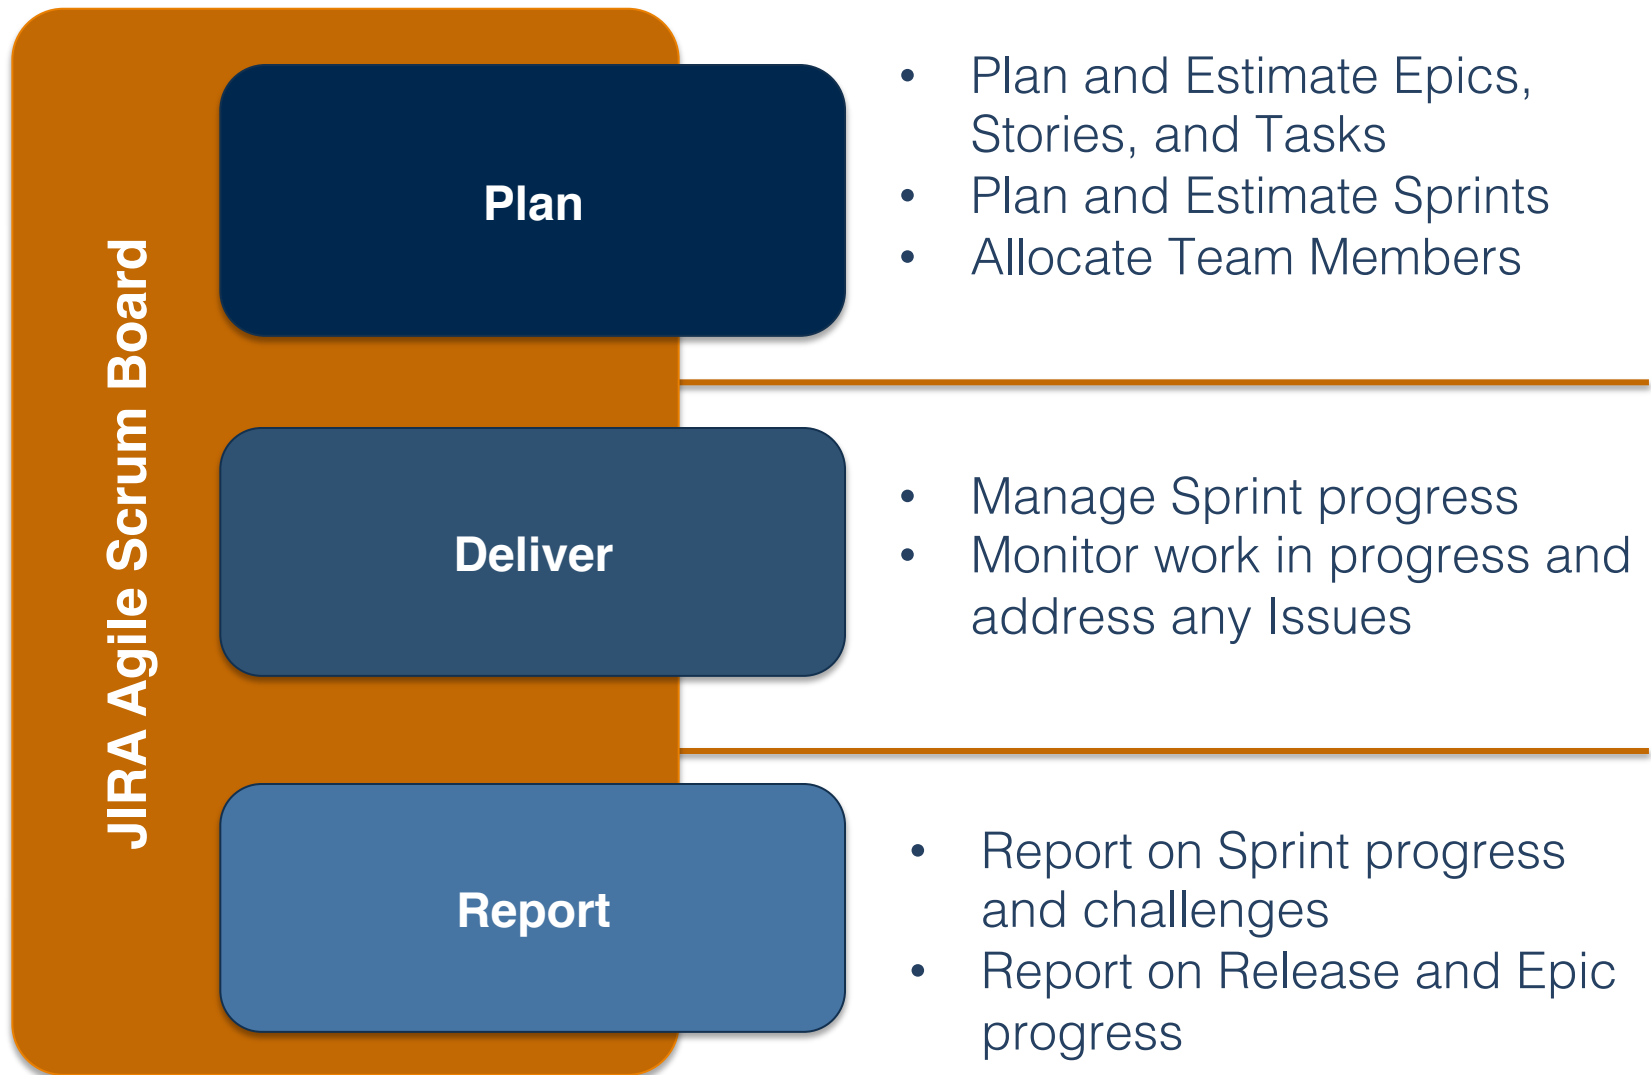 JIRA Agile Scrum Board
Plan
• Plan and Estimate Epics,
Stories, and Tasks
• Plan and Estimate Sprints
• Allocate Team Members
Deliver
• Manage Sprint progress
• Monitor work in progress and
address any Issues
Report
• Report on Sprint progress
and challenges
• Report on Release and Epic
progress